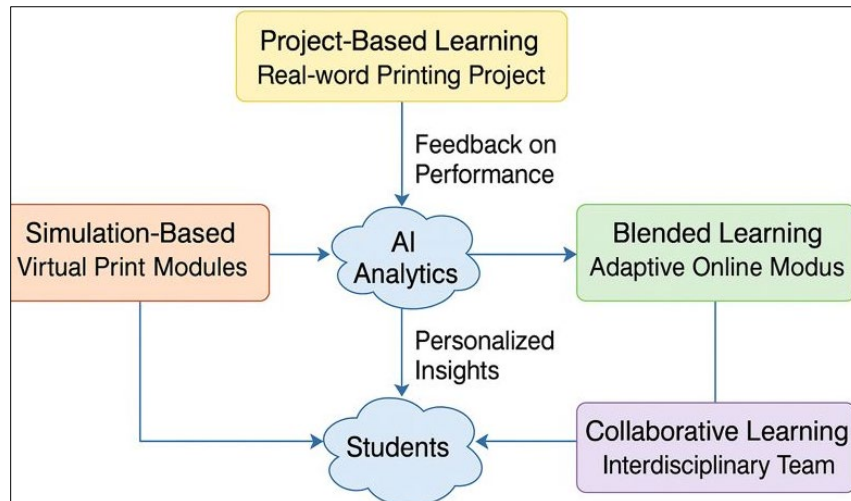 Project-Based Learning
Real-word Printing Project
Feedback on
Performance
Simulation-Based
Virtual Print Modules
AI
Analytics
Blended Learning
Adaptive Online Modus
Personalized
Insights
Students
Collaborative Learning
Interdisciplinary Team